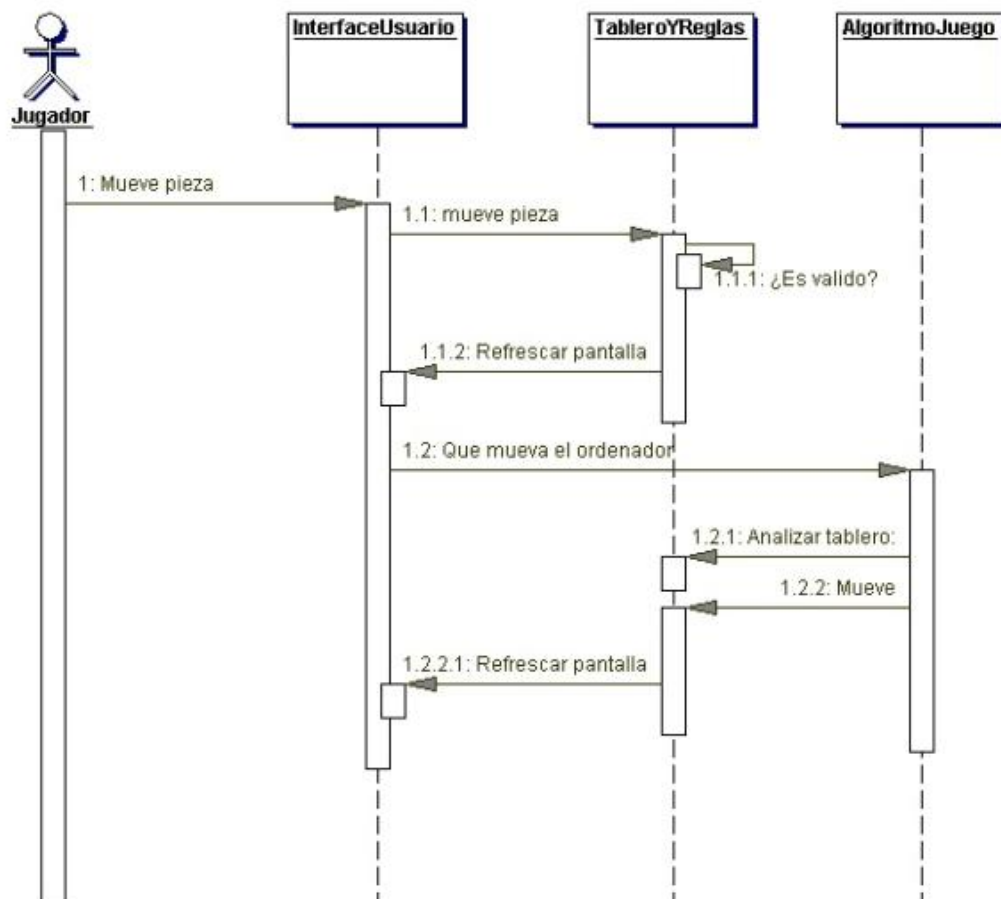 InterfaceUsuario
TableroYReglas
AlgoritmoJuego
Jugador
1: Mueve pieza
1.1: mueve pieza
1.1.1: ¿Es valido?
1.1.2: Refrescar pantalla
1.2: Que mueva el ordenador
1.2.1: Analizar tablero:
1.2.2: Mueve
1.2.2.1: Refrescar pantalla